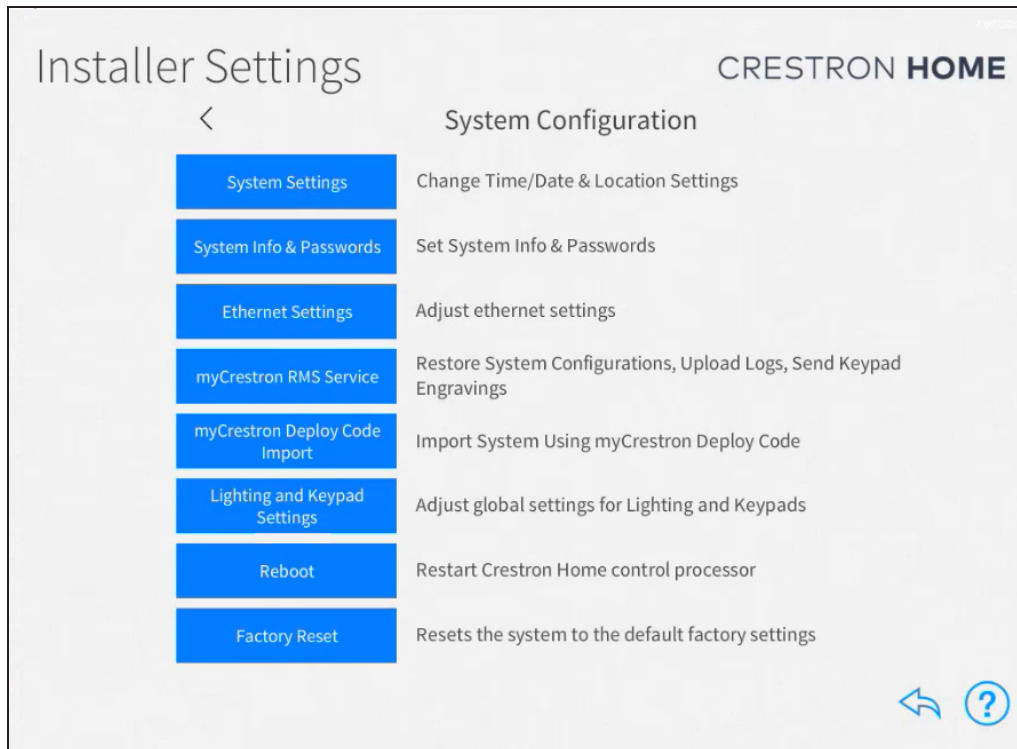 Installer Settings
CRESTRON HOME
System Configuration
System Settings
Change Time/Date & Location Settings
System Info & Passwords
Set System Info & Passwords
Ethernet Settings
Adjust ethernet settings
myCrestron RMS Service
Restore System Configurations, Upload Logs, Send Keypad
Engravings
myCrestron Deploy Code
Import
Import System Using myCrestron Deploy Code
Lighting and Keypad
Settings
Adjust global settings for Lighting and Keypads
Reboot
Restart Crestron Home control processor
Factory Reset
Resets the system to the default factory settings
?